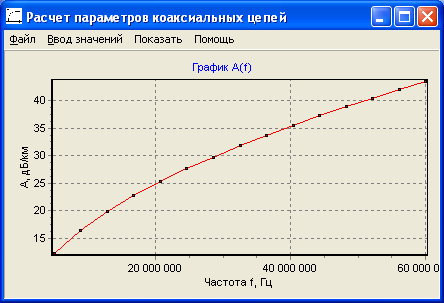 Расчет параметров коаксиальных цепей
Файл Ввод значений Показать Помощь
График A(f)
A, дБ/км
40
35
30
25
20
15
20 000 000 40 000 000 60 000 0
Частота f, Гц